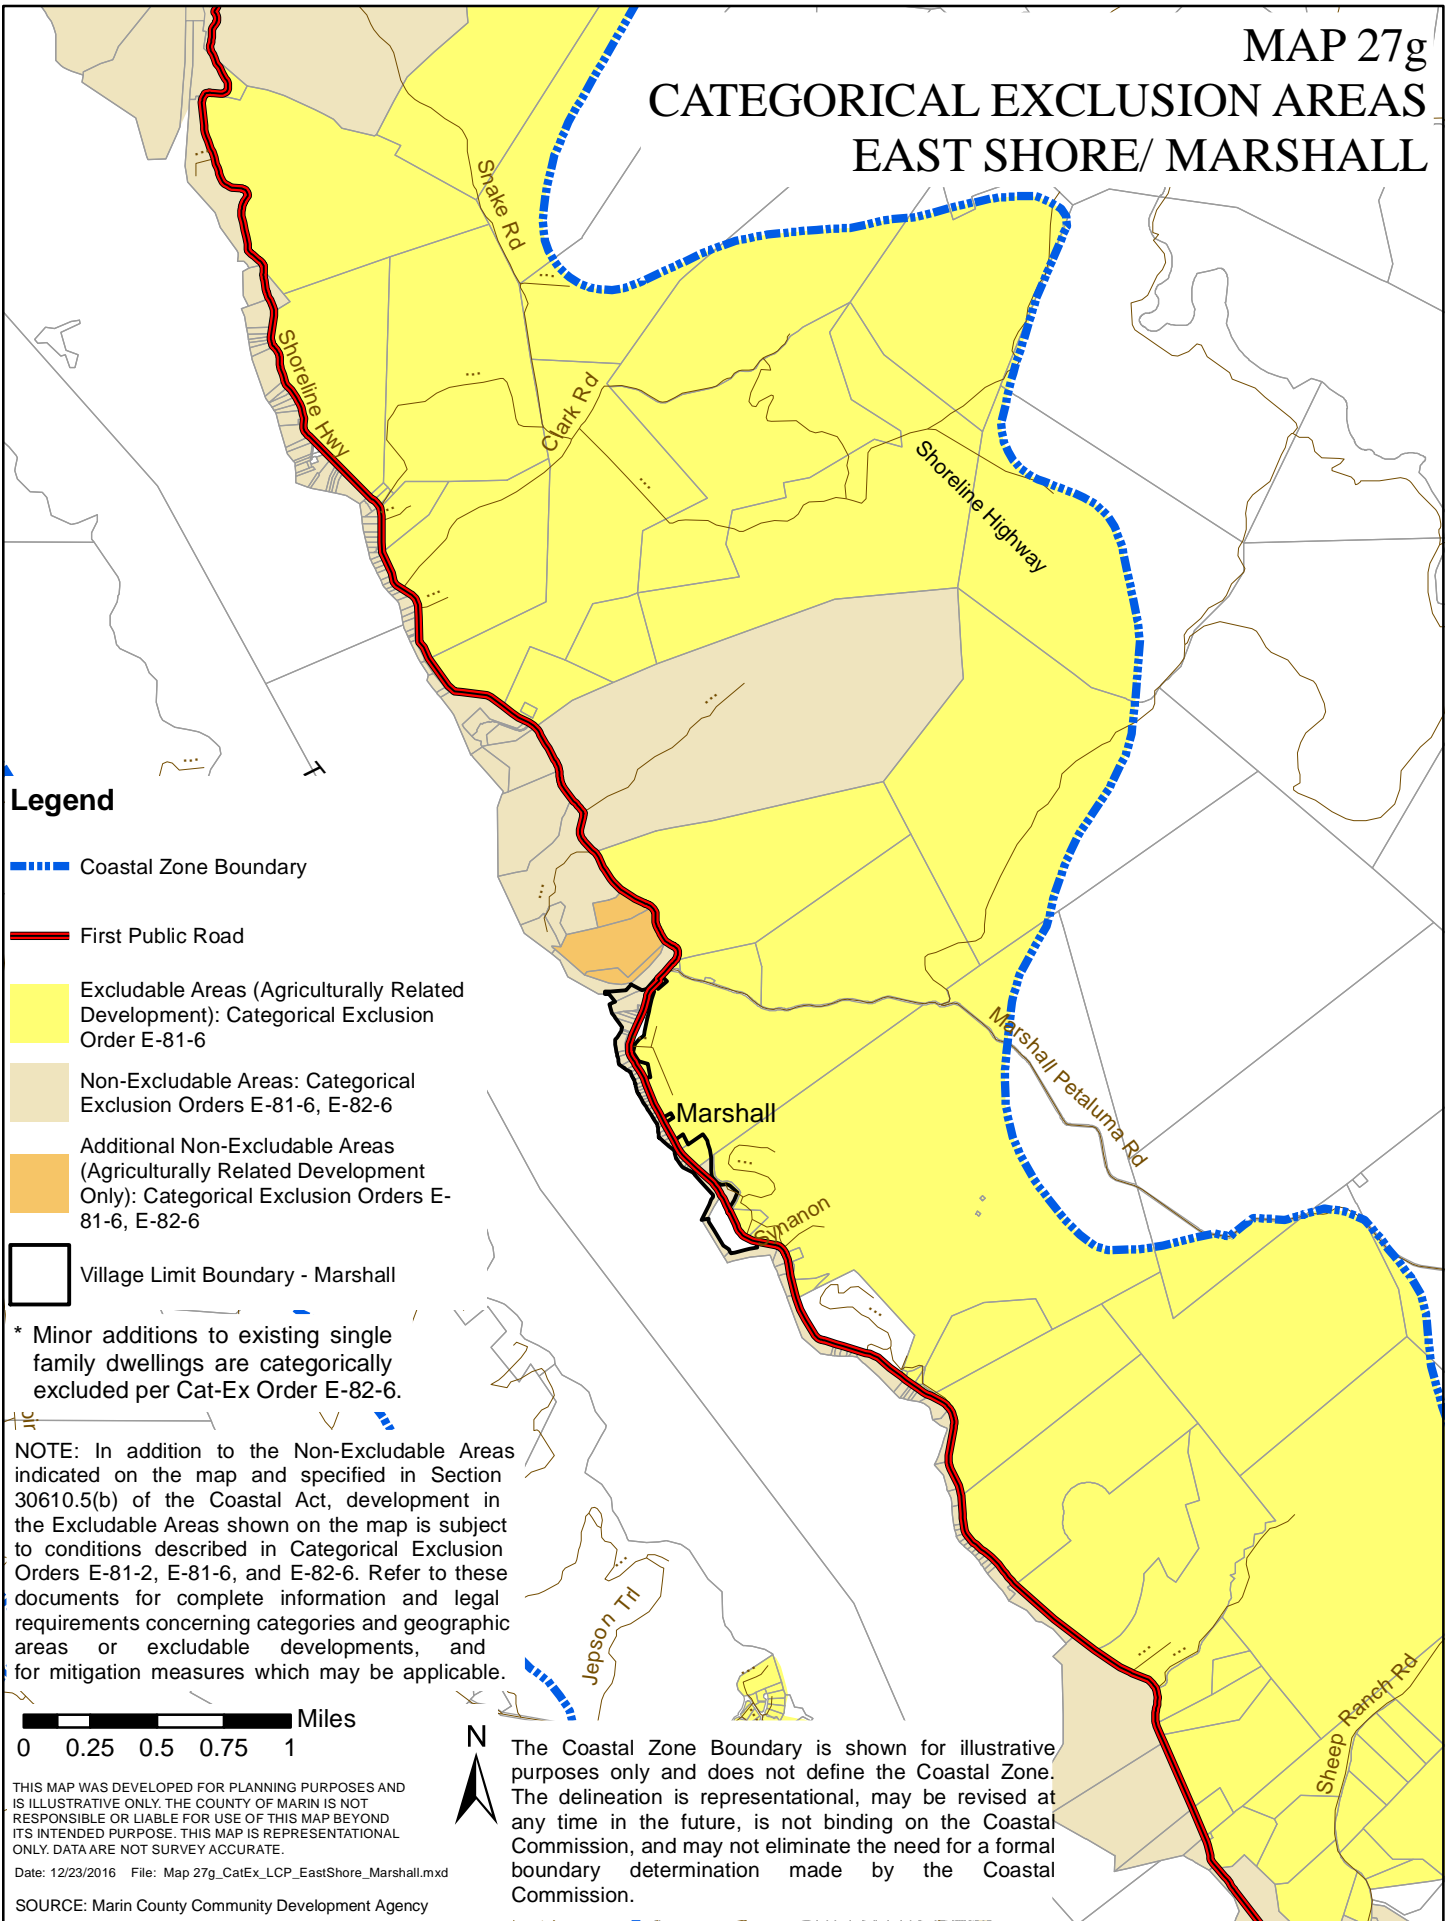 MAP 27g
CATEGORICAL EXCLUSION AREAS
EAST SHORE/ MARSHALL
Snake Rd
Shoreline Hwy
Clark Rd
Shoreline Highway
Marshall Petaluma Rd
Marshall
Synanon
Jepson Trl
Sheep Ranch Rd
T
Legend
Coastal Zone Boundary
First Public Road
Excludable Areas (Agriculturally Related
Development): Categorical Exclusion
Order E-81-6
Non-Excludable Areas: Categorical
Exclusion Orders E-81-6, E-82-6
Additional Non-Excludable Areas
(Agriculturally Related Development
Only): Categorical Exclusion Orders E-
81-6, E-82-6
Village Limit Boundary - Marshall
* Minor additions to existing single
family dwellings are categorically
excluded per Cat-Ex Order E-82-6.
NOTE: In addition to the Non-Excludable Areas
indicated on the map and specified in Section
30610.5(b) of the Coastal Act, development in
the Excludable Areas shown on the map is subject
to conditions described in Categorical Exclusion
Orders E-81-2, E-81-6, and E-82-6. Refer to these
documents for complete information and legal
requirements concerning categories and geographic
areas or excludable developments, and
for mitigation measures which may be applicable.
Miles
0 0.25 0.5 0.75 1
N
THIS MAP WAS DEVELOPED FOR PLANNING PURPOSES AND
IS ILLUSTRATIVE ONLY. THE COUNTY OF MARIN IS NOT
RESPONSIBLE OR LIABLE FOR USE OF THIS MAP BEYOND
ITS INTENDED PURPOSE. THIS MAP IS REPRESENTATIONAL
ONLY. DATA ARE NOT SURVEY ACCURATE.
Date: 12/23/2016 File: Map 27g_CatEx_LCP_EastShore_Marshall.mxd
SOURCE: Marin County Community Development Agency
The Coastal Zone Boundary is shown for illustrative
purposes only and does not define the Coastal Zone.
The delineation is representational, may be revised at
any time in the future, is not binding on the Coastal
Commission, and may not eliminate the need for a formal
boundary determination made by the Coastal
Commission.